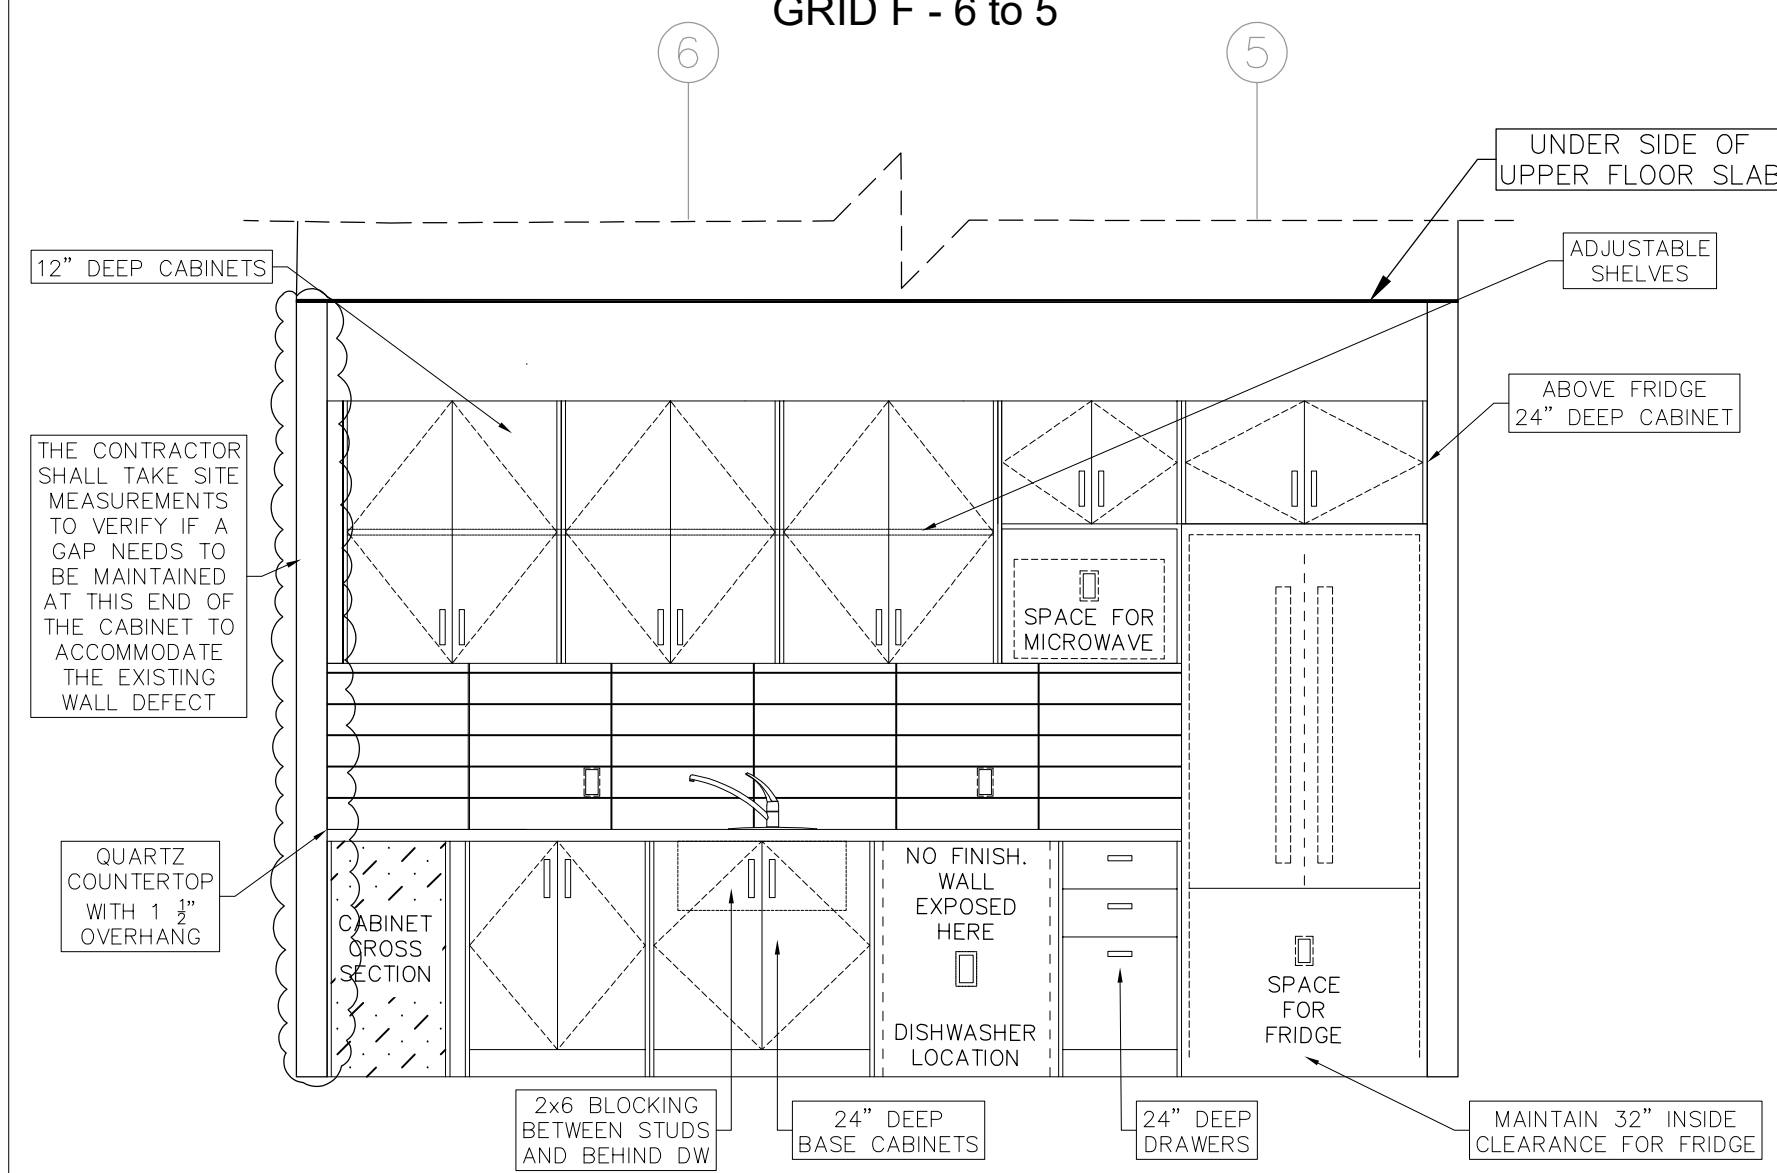 GRID F - 6 to 5
6
5
UNDER SIDE OF
UPPER FLOOR SLAB
12" DEEP CABINETS
ADJUSTABLE
SHELVES
ABOVE FRIDGE
24" DEEP CABINET
THE CONTRACTOR
SHALL TAKE SITE
MEASUREMENTS
TO VERIFY IF A
GAP NEEDS TO
BE MAINTAINED
AT THIS END OF
THE CABINET TO
ACCOMMODATE
THE EXISTING
WALL DEFECT
SPACE FOR
MICROWAVE
QUARTZ
COUNTERTOP
WITH 1 1/2"
OVERHANG
CABINET
CROSS
SECTION
NO FINISH.
WALL
EXPOSED
HERE
DISHWASHER
LOCATION
SPACE
FOR
FRIDGE
2x6 BLOCKING
BETWEEN STUDS
AND BEHIND DW
24" DEEP
BASE CABINETS
24" DEEP
DRAWERS
MAINTAIN 32" INSIDE
CLEARANCE FOR FRIDGE